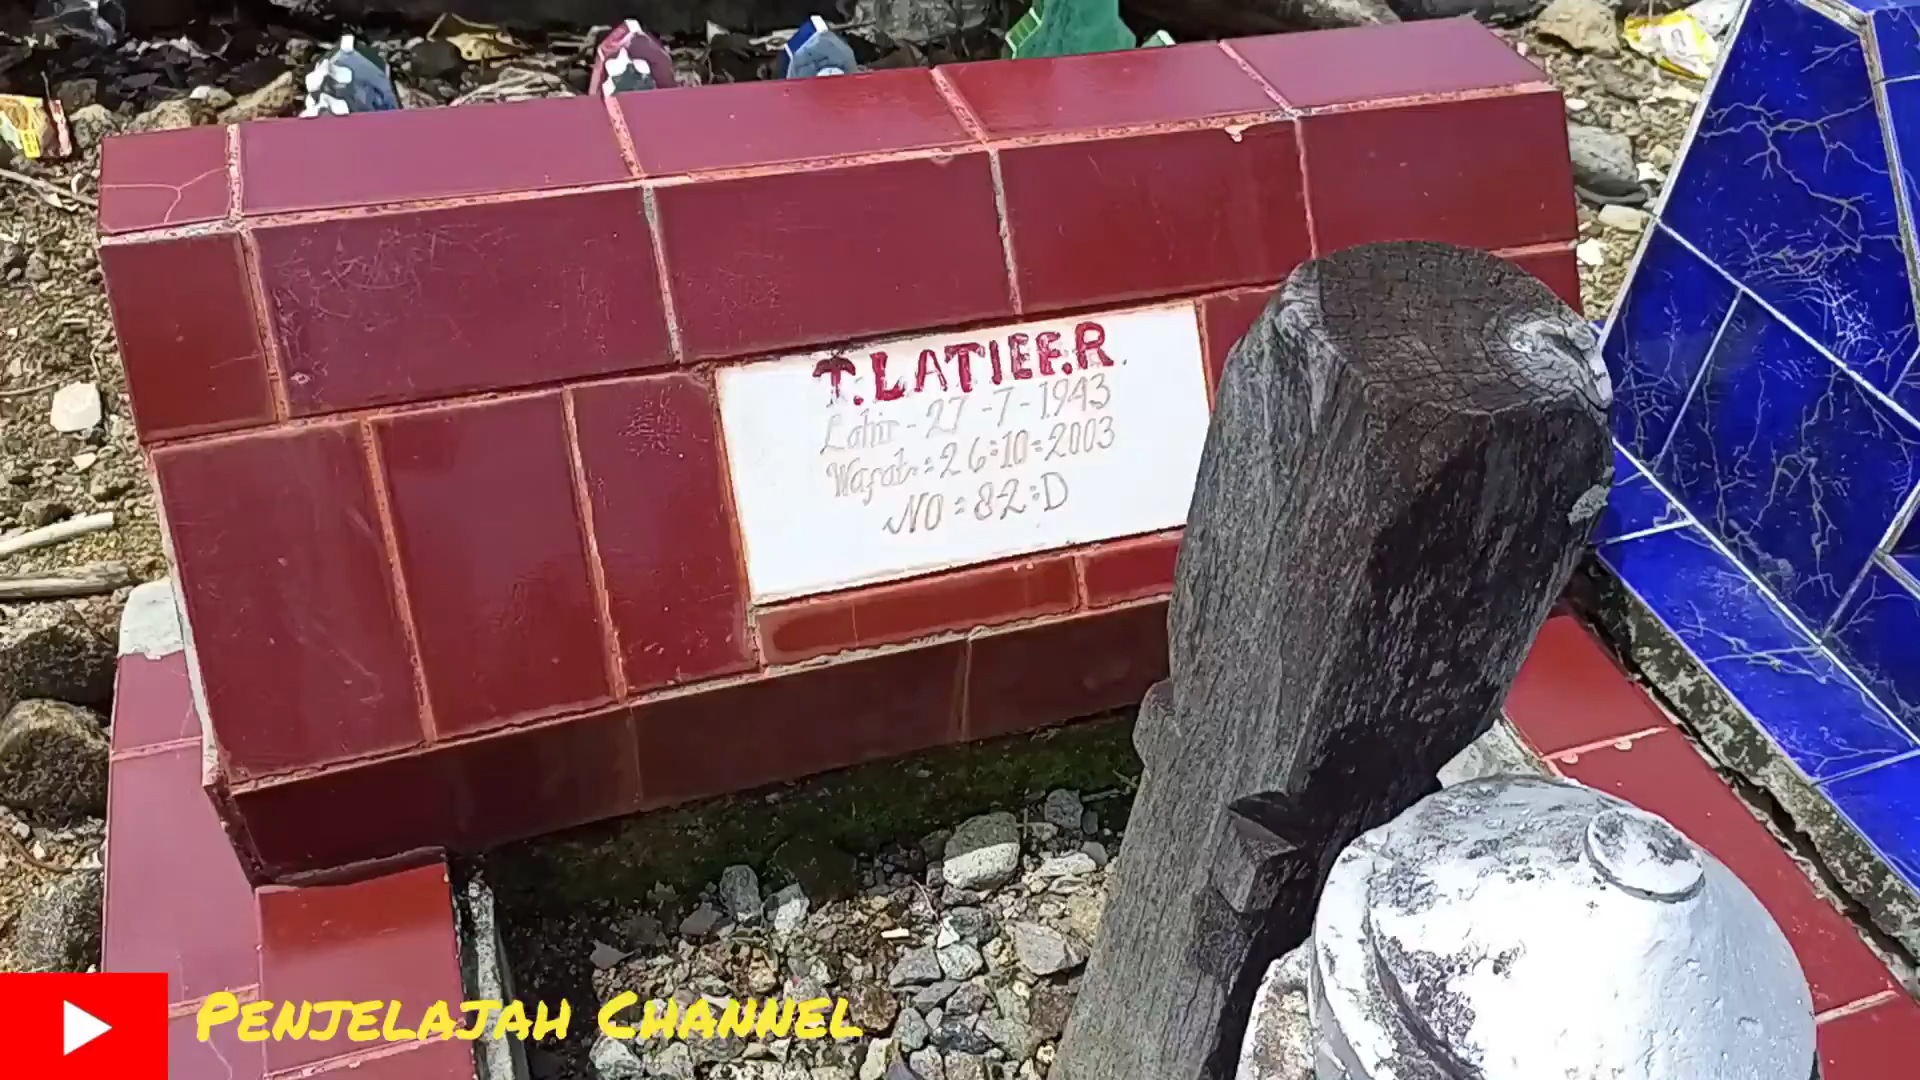 T. LATIEF.R.
Lahir - 27 - 7 - 1943
Wafat : 26 = 10 = 2003
NO = 82 : D
PENJELAJAH CHANNEL